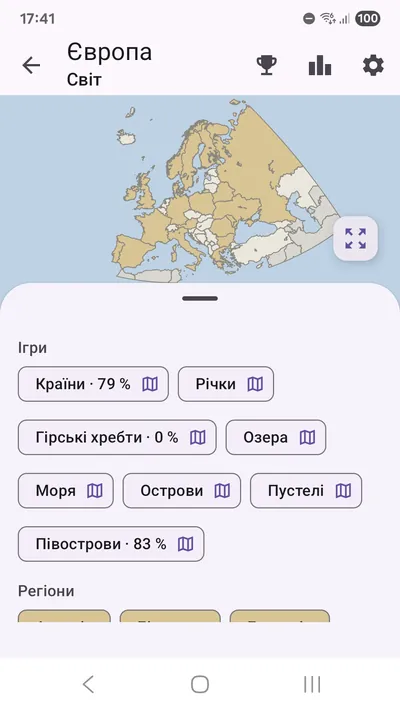 17:41
100
Європа
Світ
Ігри
Країни · 79 %
Річки
Гірські хребти · 0 %
Озера
Моря
Острови
Пустелі
Півострови · 83 %
Регіони